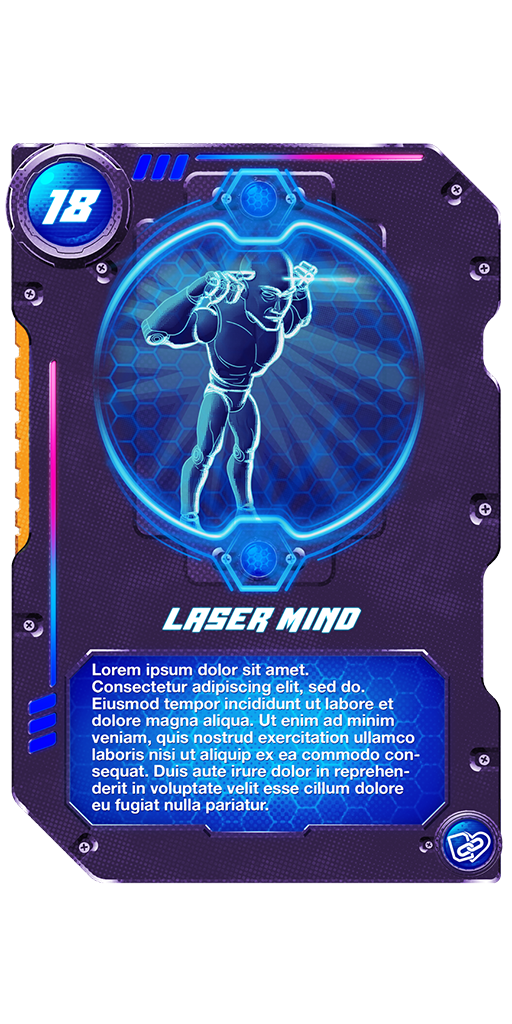 18
LASER MIND
Lorem ipsum dolor sit amet.
Consectetur adipiscing elit, sed do.
Eiusmod tempor incididunt ut labore et
dolore magna aliqua. Ut enim ad minim
veniam, quis nostrud exercitation ullamco
laboris nisi ut aliquip ex ea commodo con-
sequat. Duis aute irure dolor in reprehen-
derit in voluptate velit esse cillum dolore
eu fugiat nulla pariatur.